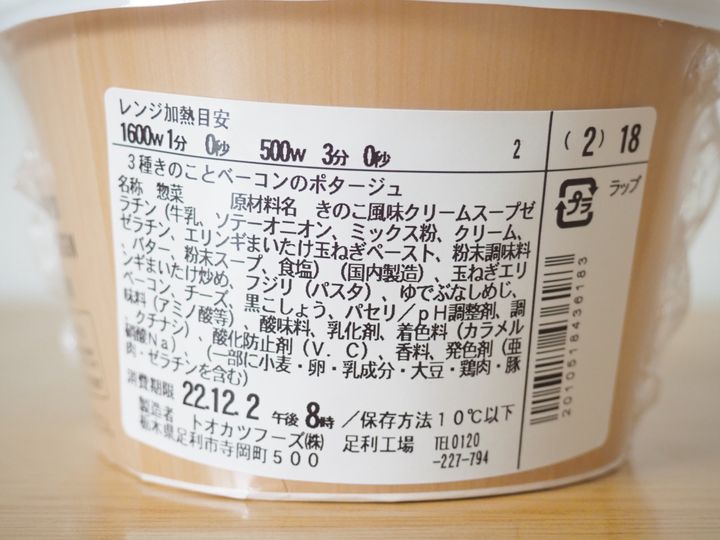 レンジ加熱目安
1600w 1分 0秒 500w 3分 0秒 2
(2) 18
3種きのことベーコンのポタージュ
名称 惣菜 原材料名 きのこ風味クリームスープゼ
ラチン(牛乳、ソテーオニオン、ミックス粉、クリーム、
ゼラチン、エリンギまいたけ玉ねぎペースト、粉末調味料
、バター、粉末スープ、食塩)(国内製造)、玉ねぎエリ
ンギまいたけ炒め、フジリ(パスタ)、ゆでぶなしめじ、
ベーコン、チーズ、黒こしょう、パセリ/pH調整剤、調
味料(アミノ酸等)、酸味料、乳化剤、着色料(カラメル
、クチナシ)、酸化防止剤(V.C)、香料、発色剤(亜
硝酸Na)、(一部に小麦・卵・乳成分・大豆・鶏肉・豚
肉・ゼラチンを含む)
消費期限 22.12.2 午後8時/保存方法10℃以下
製造者 トオカツフーズ(株) 足利工場 TEL0120
栃木県足利市寺岡町500 -227-794
プラ ラップ
2010518436183